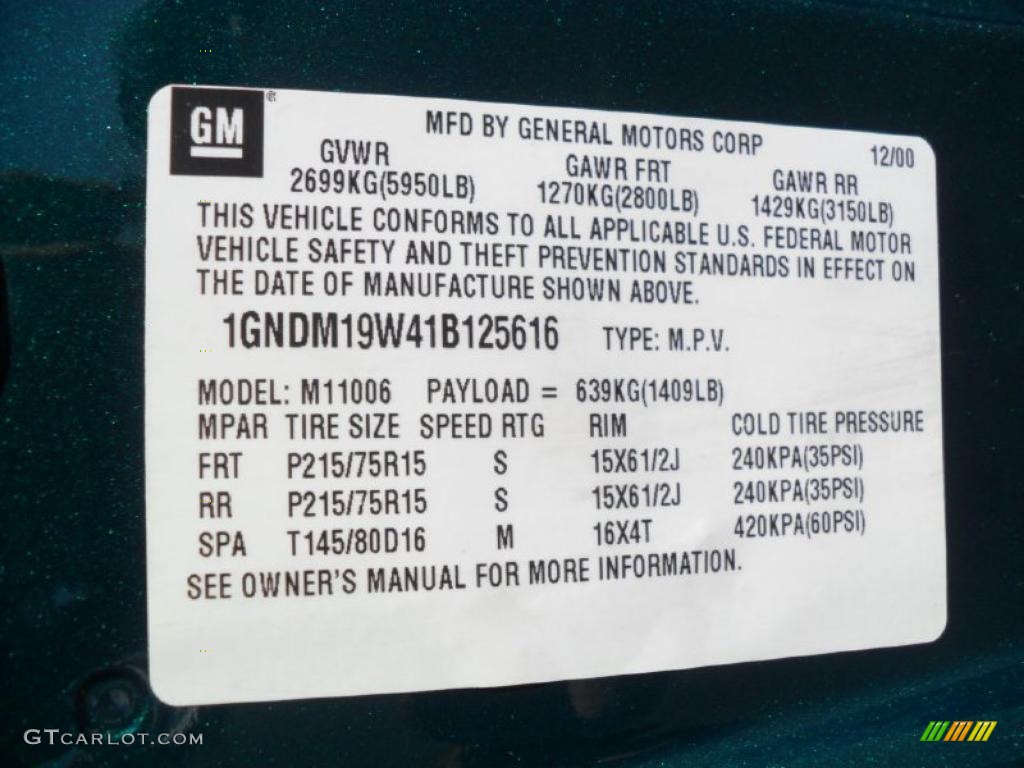 GM ®
MFD BY GENERAL MOTORS CORP
12/00
GVWR GAWR FRT GAWR RR
2699KG(5950LB) 1270KG(2800LB) 1429KG(3150LB)
THIS VEHICLE CONFORMS TO ALL APPLICABLE U.S. FEDERAL MOTOR
VEHICLE SAFETY AND THEFT PREVENTION STANDARDS IN EFFECT ON
THE DATE OF MANUFACTURE SHOWN ABOVE.
1GNDM19W41B125616 TYPE: M.P.V.
MODEL: M11006 PAYLOAD = 639KG(1409LB)
MPAR TIRE SIZE SPEED RTG RIM COLD TIRE PRESSURE
FRT P215/75R15 S 15X61/2J 240KPA(35PSI)
RR P215/75R15 S 15X61/2J 240KPA(35PSI)
SPA T145/80D16 M 16X4T 420KPA(60PSI)
SEE OWNER'S MANUAL FOR MORE INFORMATION.
GTCARLOT.COM